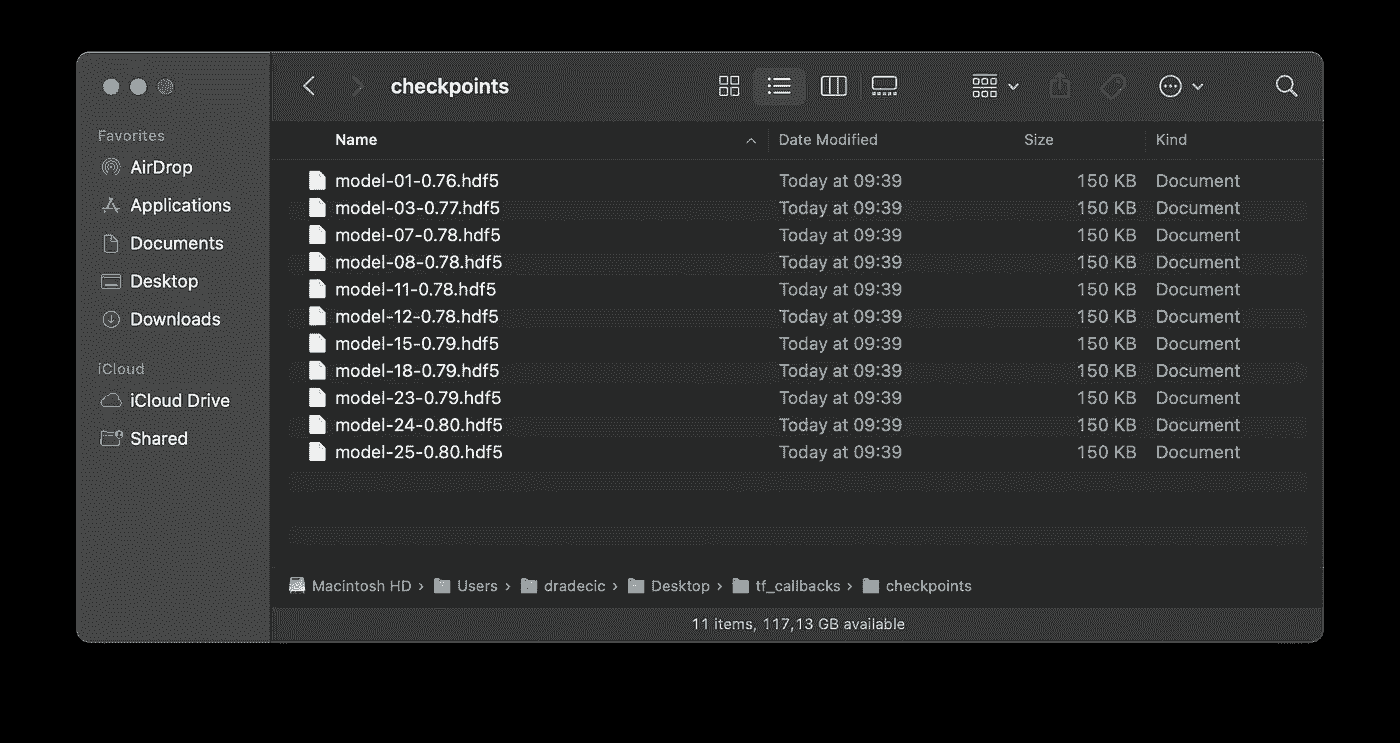 checkpoints
Favorites
AirDrop
Applications
Documents
Desktop
Downloads
iCloud
iCloud Drive
Shared
Name Date Modified Size Kind
model-01-0.76.hdf5 Today at 09:39 150 KB Document
model-03-0.77.hdf5 Today at 09:39 150 KB Document
model-07-0.78.hdf5 Today at 09:39 150 KB Document
model-08-0.78.hdf5 Today at 09:39 150 KB Document
model-11-0.78.hdf5 Today at 09:39 150 KB Document
model-12-0.78.hdf5 Today at 09:39 150 KB Document
model-15-0.79.hdf5 Today at 09:39 150 KB Document
model-18-0.79.hdf5 Today at 09:39 150 KB Document
model-23-0.79.hdf5 Today at 09:39 150 KB Document
model-24-0.80.hdf5 Today at 09:39 150 KB Document
model-25-0.80.hdf5 Today at 09:39 150 KB Document
Macintosh HD › Users › dradecic › Desktop › tf_callbacks › checkpoints
11 items, 117,13 GB available